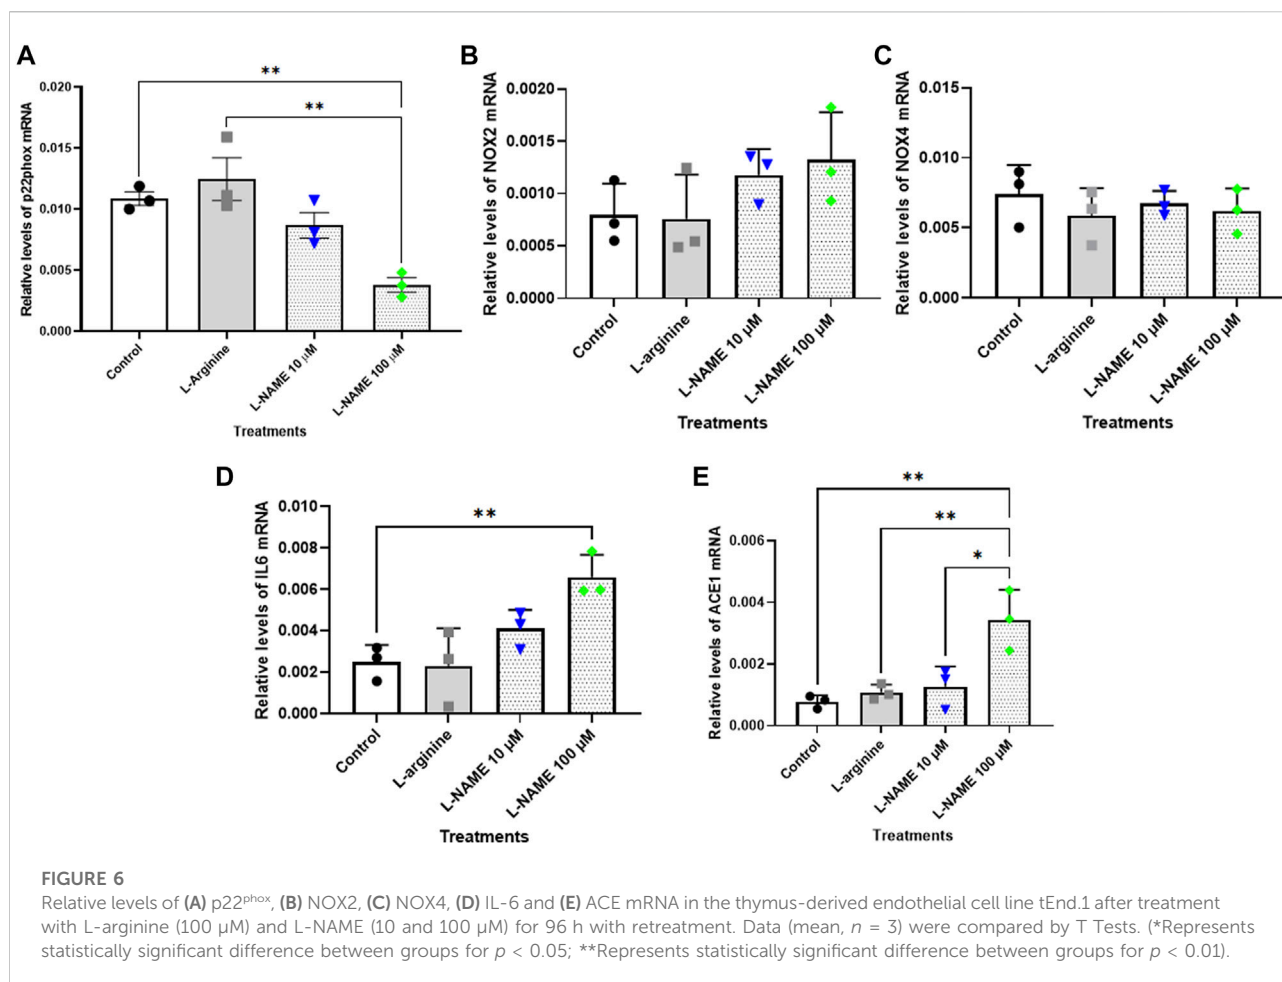 A
**
**
0.020
0.015
0.010
0.005
0.000
Relative levels of p22phox mRNA
Control
L-Arginine
L-NAME 10 µM
L-NAME 100 µM
Treatments
B
0.0020
0.0015
0.0010
0.0005
0.0000
Relative levels of NOX2 mRNA
Control
L-arginine
L-NAME 10 µM
L-NAME 100 µM
Treatments
C
0.015
0.010
0.005
0.000
Relative levels of NOX4 mRNA
Control
L-arginine
L-NAME 10 µM
L-NAME 100 µM
Treatments
D
**
0.010
0.008
0.006
0.004
0.002
0.000
Relative levels of IL6 mRNA
Control
L-arginine
L-NAME 10 µM
L-NAME 100 µM
Treatments
E
**
**
*
0.006
0.004
0.002
0.000
Relative levels of ACE1 mRNA
Control
L-arginine
L-NAME 10 µM
L-NAME 100 µM
Treatments
FIGURE 6
Relative levels of (A) p22phox, (B) NOX2, (C) NOX4, (D) IL-6 and (E) ACE mRNA in the thymus-derived endothelial cell line tEnd.1 after treatment
with L-arginine (100 µM) and L-NAME (10 and 100 µM) for 96 h with retreatment. Data (mean, n = 3) were compared by T Tests. (*Represents
statistically significant difference between groups for p < 0.05; **Represents statistically significant difference between groups for p < 0.01).